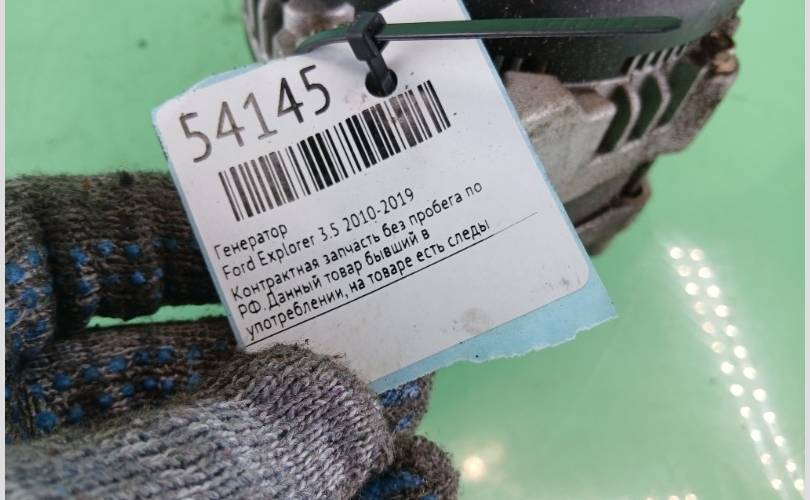 54145
Генератор
Ford Explorer 3.5 2010-2019
Контрактная запчасть без пробега по
РФ. Данный товар бывший в
употреблении, на товаре есть следы